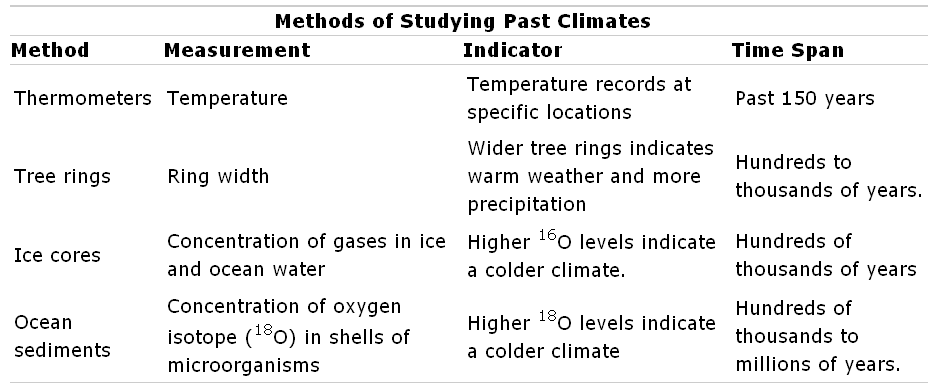 Methods of Studying Past Climates
Method Measurement Indicator Time Span
Thermometers Temperature Temperature records at
specific locations Past 150 years
Tree rings Ring width Wider tree rings indicates
warm weather and more
precipitation Hundreds to
thousands of years.
Ice cores Concentration of gases in ice
and ocean water Higher ¹⁶O levels indicate
a colder climate. Hundreds of
thousands of years
Ocean
sediments Concentration of oxygen
isotope (¹⁸O) in shells of
microorganisms Higher ¹⁸O levels indicate
a colder climate Hundreds of
thousands to
millions of years.